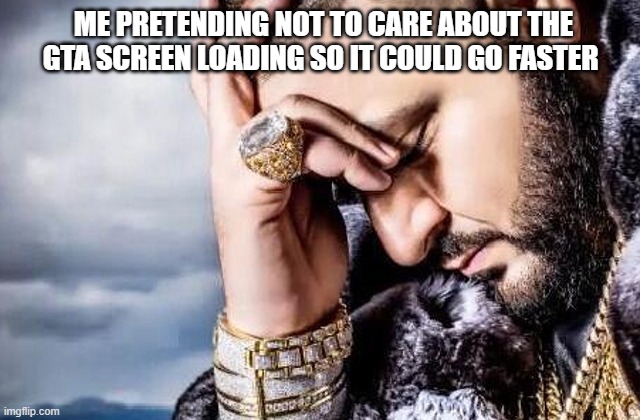 ME PRETENDING NOT TO CARE ABOUT THE
GTA SCREEN LOADING SO IT COULD GO FASTER
imgflip.com